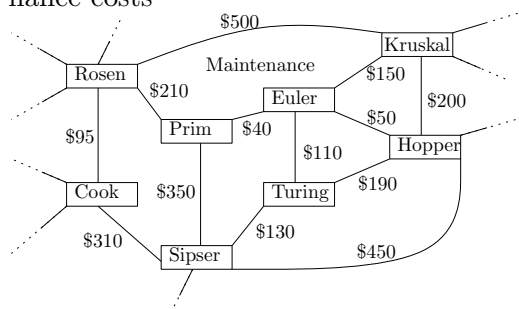 nance costs
$500
Kruskal
Rosen
Maintenance
$150
$210
Euler
$200
$50
Prim
$40
$95
Hopper
$110
Cook
$350
Turing
$190
$310
$130
Sipser
$450